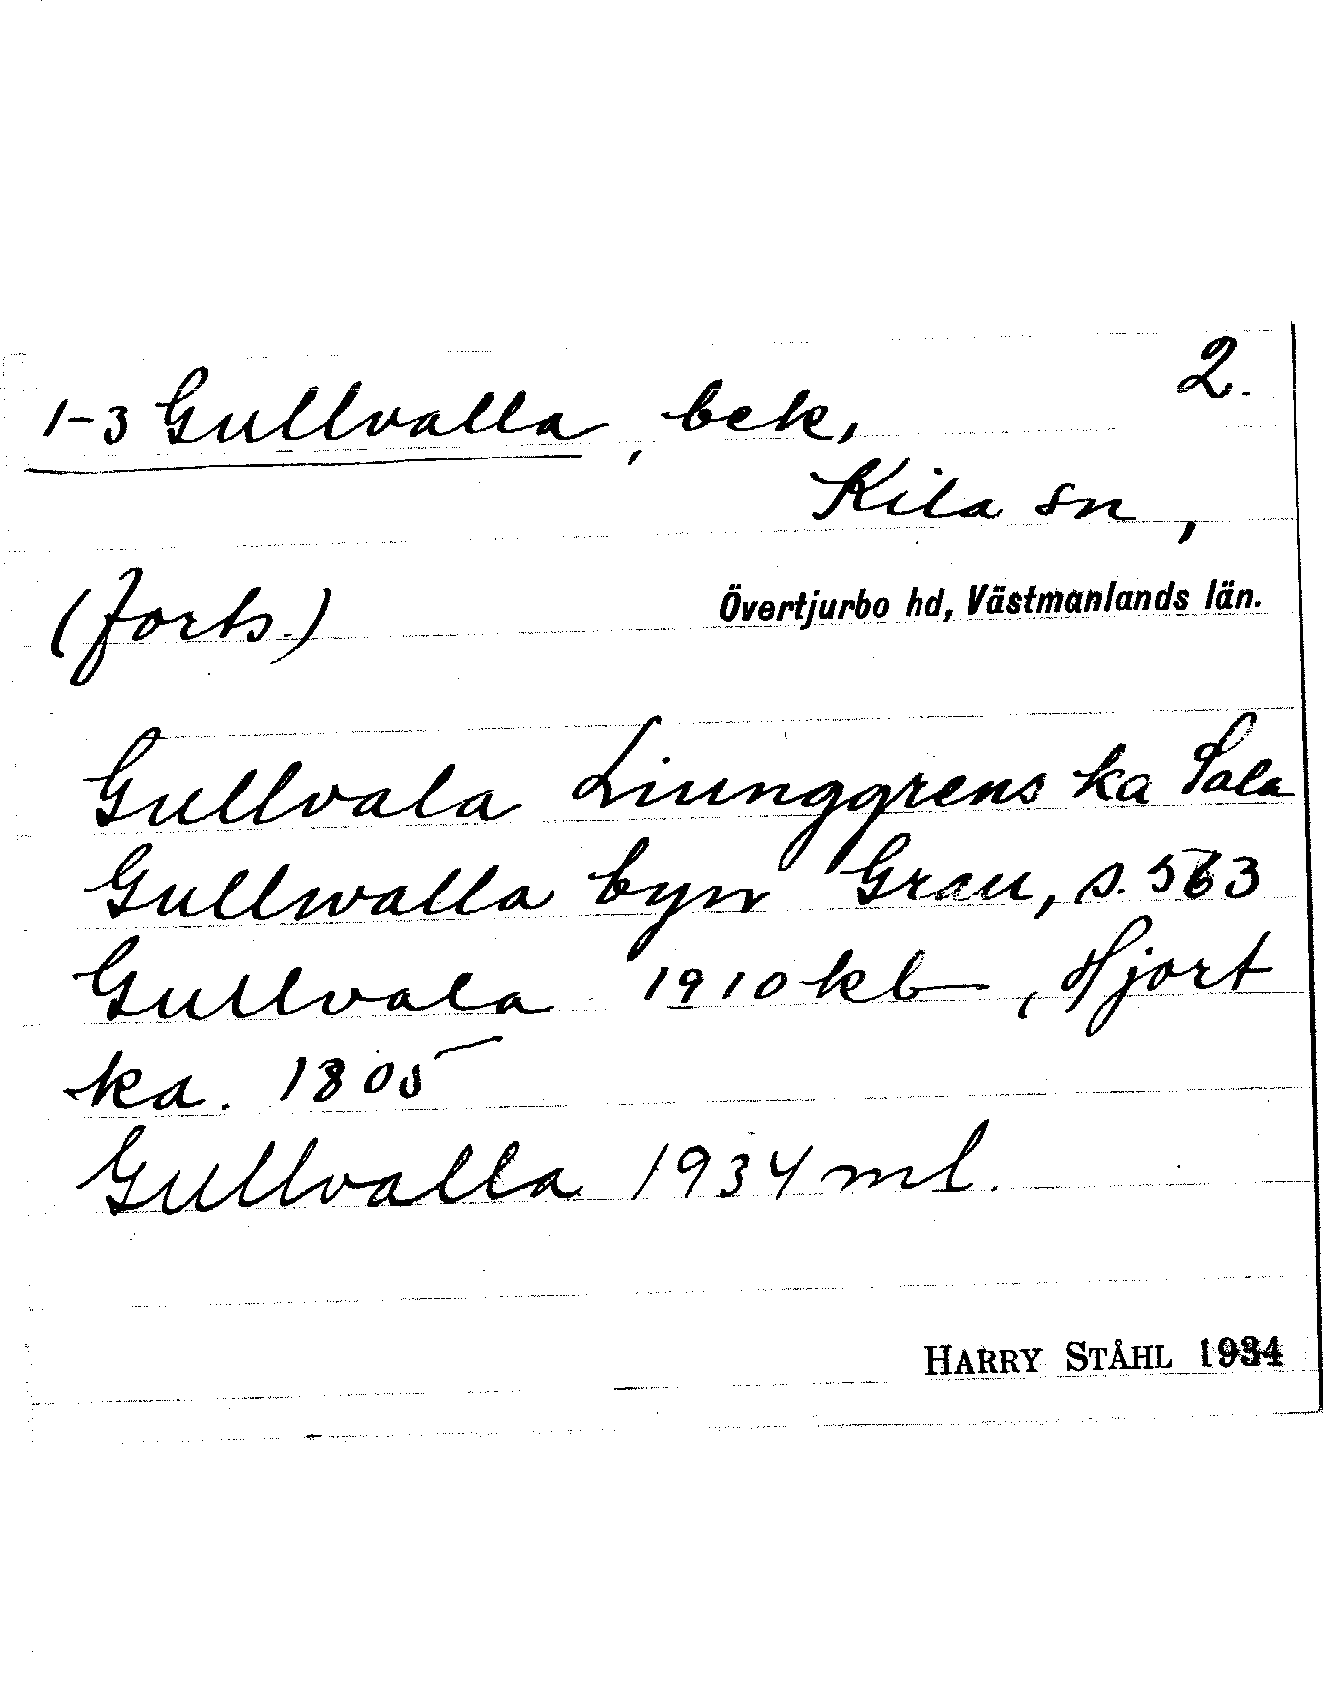 2.
1-3 Gullvalla, bek,
Kila sn,
(forts.)
Övertjurbo hd, Västmanlands län.
Gullvala Liunggrens ka Sala
Gullwalla byn Grau, s. 563
Gullvala 1910 kb, Hjort
ka. 1805
Gullvalla 1934 ml.
HARRY STÅHL 1934